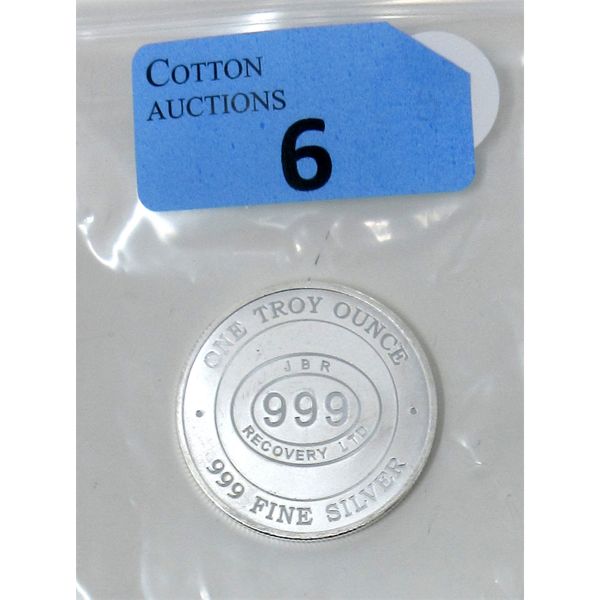 COTTON
AUCTIONS
6
ONE TROY OUNCE
JBR
999
RECOVERY LTD
999 FINE SILVER